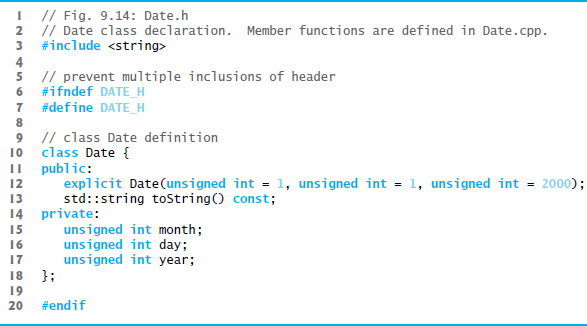 1 // Fig. 9.14: Date.h
2 // Date class declaration.  Member functions are defined in Date.cpp.
3 #include <string>
4
5 // prevent multiple inclusions of header
6 #ifndef DATE_H
7 #define DATE_H
8
9 // class Date definition
10 class Date {
11 public:
12    explicit Date(unsigned int = 1, unsigned int = 1, unsigned int = 2000);
13    std::string toString() const;
14 private:
15    unsigned int month;
16    unsigned int day;
17    unsigned int year;
18 };
19
20 #endif